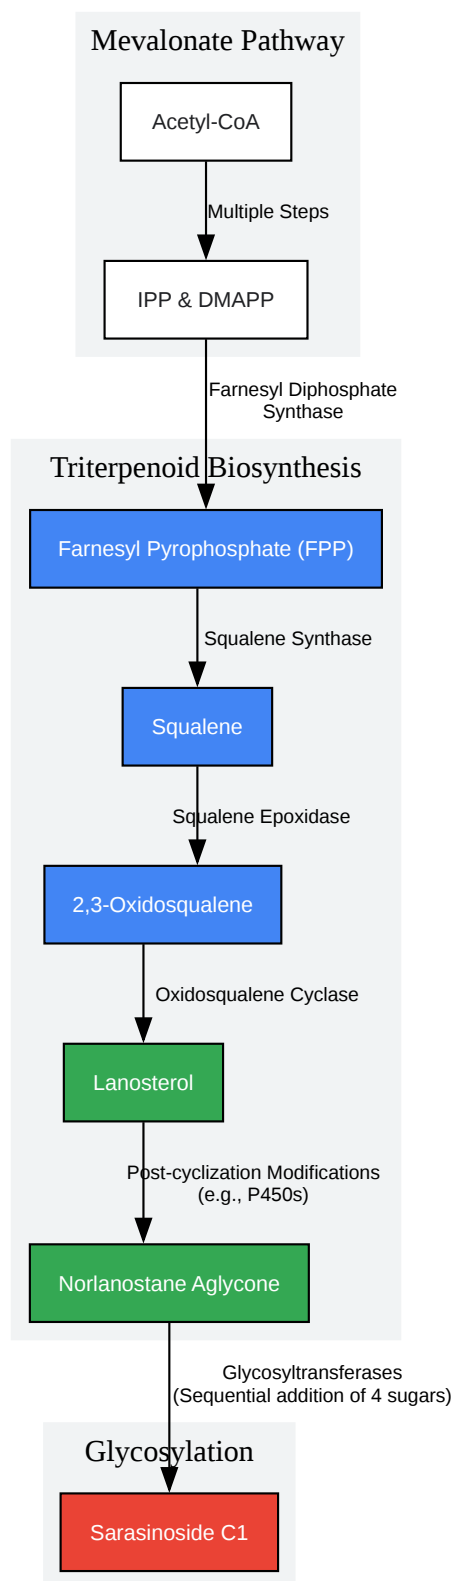 Mevalonate Pathway
Acetyl-CoA
Multiple Steps
IPP & DMAPP
Farnesyl Diphosphate
Synthase
Triterpenoid Biosynthesis
Farnesyl Pyrophosphate (FPP)
Squalene Synthase
Squalene
Squalene Epoxidase
2,3-Oxidosqualene
Oxidosqualene Cyclase
Lanosterol
Post-cyclization Modifications
(e.g., P450s)
Norlanostane Aglycone
Glycosyltransferases
(Sequential addition of 4 sugars)
Glycosylation
Sarasinoside C1